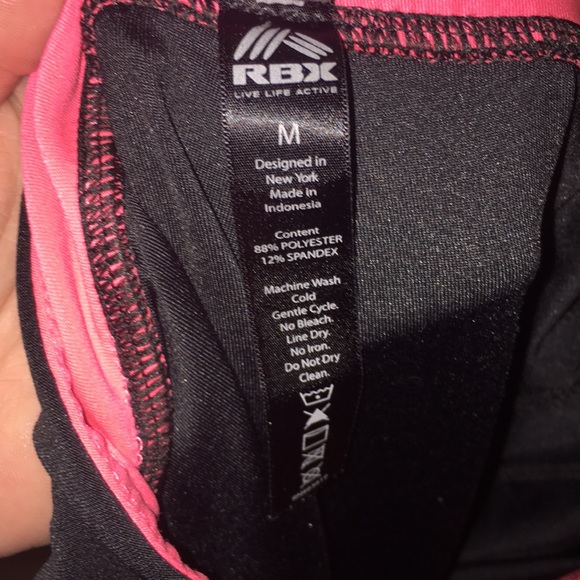 RBX
LIVE LIFE ACTIVE
M
Designed in
New York
Made in
Indonesia
Content
88% POLYESTER
12% SPANDEX
Machine Wash
Cold
Gentle Cycle.
No Bleach.
Line Dry.
No Iron.
Do Not Dry
Clean.